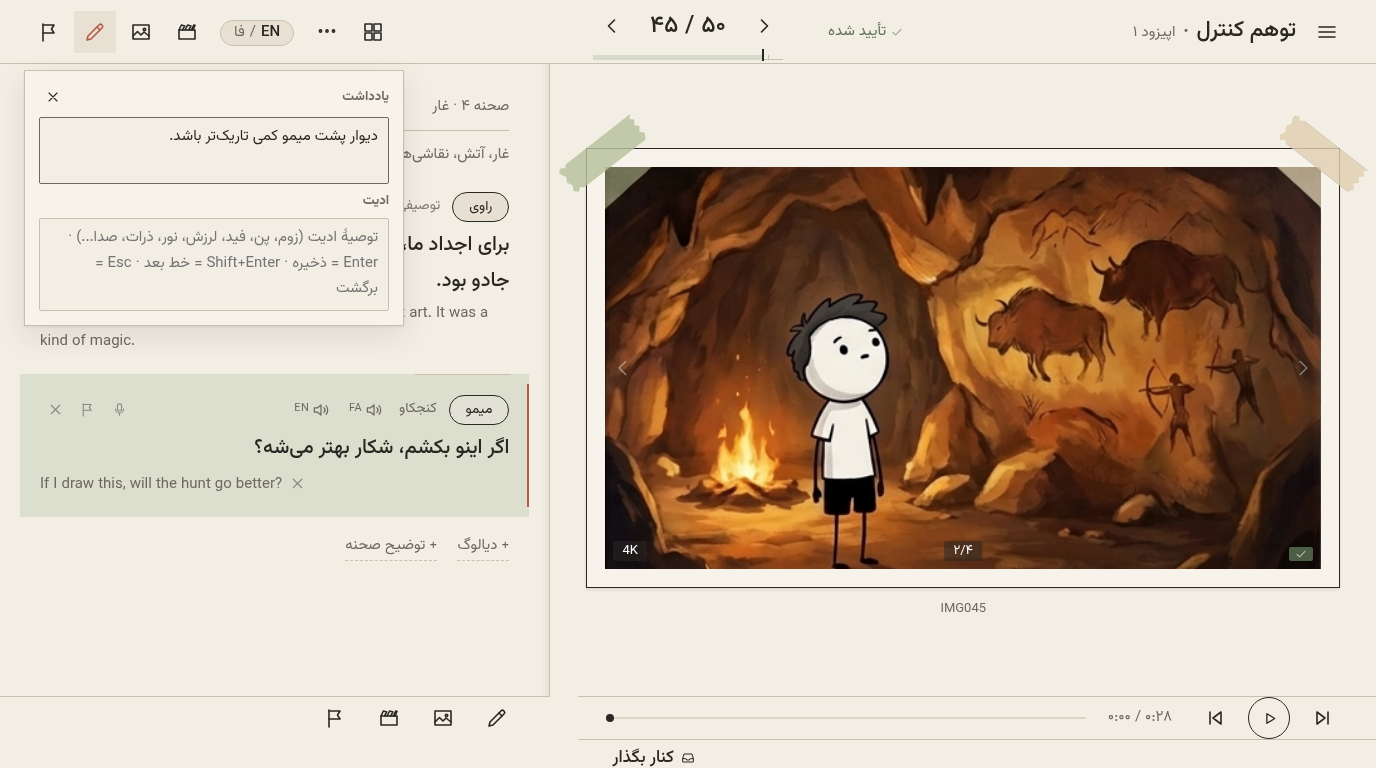 توهم کنترل • اپیزود ۱
تأیید شده
۴۵ / ۵۰
EN / فا
یادداشت
دیوار پشت میمو کمی تاریک‌تر باشد.
ادیت
توصیهٔ ادیت (زوم، پن، فید، لرزش، نور، ذرات، صدا...) ·
Enter = ذخیره · Shift+Enter = خط بعد · Esc =
برگشت
صحنه ۴ · غار
غار، آتش، نقاشی‌ه
راوی
توصیفی
برای اجداد ما،
جادو بود.
art. It was a
kind of magic.
میمو
کنجکاو
FA
EN
اگر اینو بکشم، شکار بهتر می‌شه؟
If I draw this, will the hunt go better?
+ دیالوگ
+ توضیح صحنه
4K
۲/۴
IMG045
۰:۰۰ / ۰:۲۸
کنار بگذار